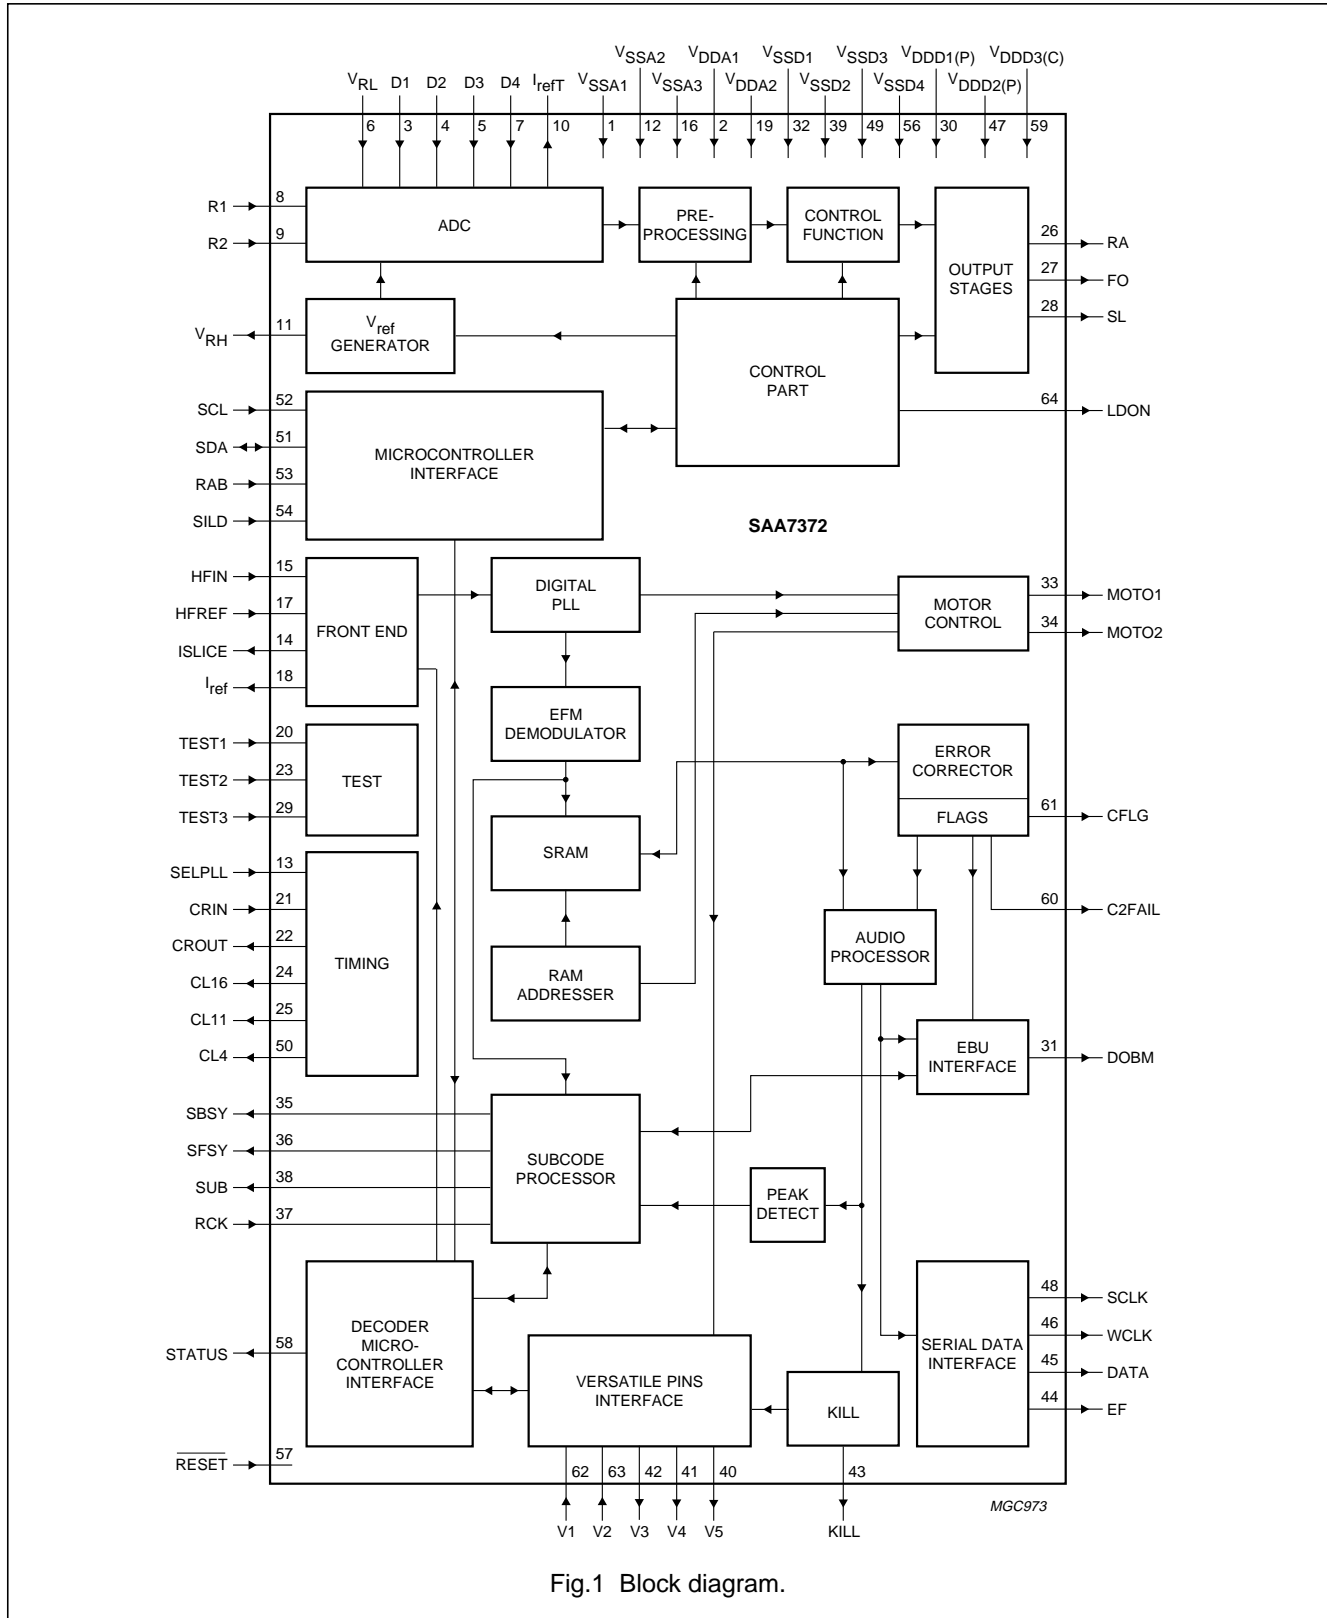 VSSA2 VDDA1 VSSD1 VSSD3 VDDD1(P) VDDD3(C)
VRL D1 D2 D3 D4 IrefT VSSA1 VSSA3 VDDA2 VSSD2 VSSD4 VDDD2(P)
6 3 4 5 7 10 1 12 16 2 19 32 39 49 56 30 47 59
R1 8
R2 9
ADC
PRE-
PROCESSING
CONTROL
FUNCTION
OUTPUT
STAGES
26 RA
27 FO
28 SL
VRH 11
Vref
GENERATOR
CONTROL
PART
64 LDON
SCL 52
SDA 51
RAB 53
SILD 54
MICROCONTROLLER
INTERFACE
SAA7372
HFIN 15
HFREF 17
ISLICE 14
Iref 18
FRONT END
DIGITAL
PLL
MOTOR
CONTROL
33 MOTO1
34 MOTO2
EFM
DEMODULATOR
TEST1 20
TEST2 23
TEST3 29
TEST
ERROR
CORRECTOR
FLAGS
61 CFLG
SRAM
SELPLL 13
CRIN 21
CROUT 22
CL16 24
CL11 25
CL4 50
TIMING
60 C2FAIL
AUDIO
PROCESSOR
RAM
ADDRESSER
EBU
INTERFACE
31 DOBM
SBSY 35
SFSY 36
SUB 38
RCK 37
SUBCODE
PROCESSOR
PEAK
DETECT
DECODER
MICRO-
CONTROLLER
INTERFACE
STATUS 58
VERSATILE PINS
INTERFACE
KILL
SERIAL DATA
INTERFACE
48 SCLK
46 WCLK
45 DATA
44 EF
RESET 57
62 63 42 41 40 43
V1 V2 V3 V4 V5 KILL
MGC973
Fig.1 Block diagram.